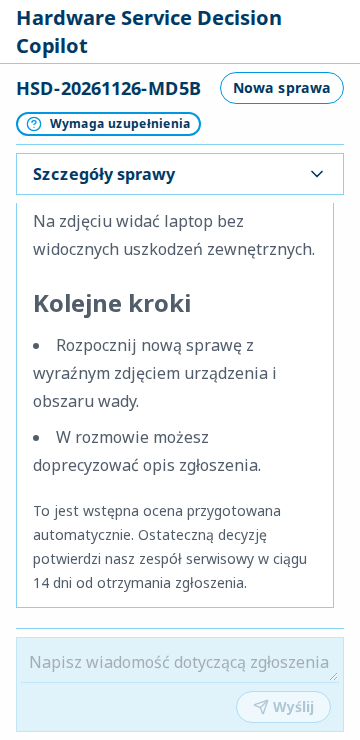 Hardware Service Decision
Copilot
HSD-20261126-MD5B
Nowa sprawa
Wymaga uzupełnienia
Szczegóły sprawy
Na zdjęciu widać laptop bez
widocznych uszkodzeń zewnętrznych.
Kolejne kroki
• Rozpocznij nową sprawę z
wyraźnym zdjęciem urządzenia i
obszaru wady.
• W rozmowie możesz
doprecyzować opis zgłoszenia.
To jest wstępna ocena przygotowana
automatycznie. Ostateczną decyzję
potwierdzi nasz zespół serwisowy w ciągu
14 dni od otrzymania zgłoszenia.
Napisz wiadomość dotyczącą zgłoszenia
Wyślij